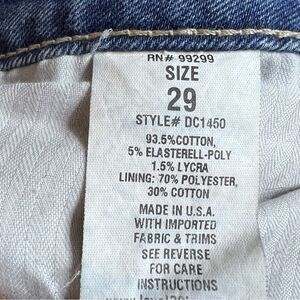 RN# 99299
SIZE
29
STYLE# DC1450
93.5%COTTON,
5% ELASTERELL-POLY
1.5% LYCRA
LINING: 70% POLYESTER,
30% COTTON
MADE IN U.S.A.
WITH IMPORTED
FABRIC & TRIMS
SEE REVERSE
FOR CARE
INSTRUCTIONS